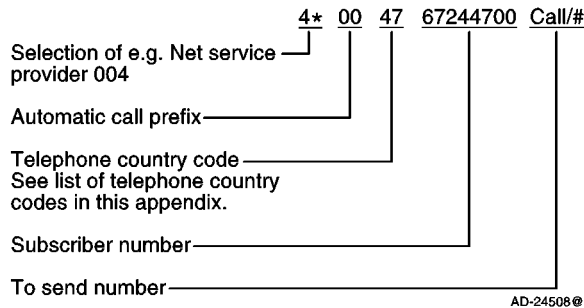 4* 00 47 67244700 Call/#
Selection of e.g. Net service
provider 004
Automatic call prefix
Telephone country code
See list of telephone country
codes in this appendix.
Subscriber number
To send number
AD-24508@